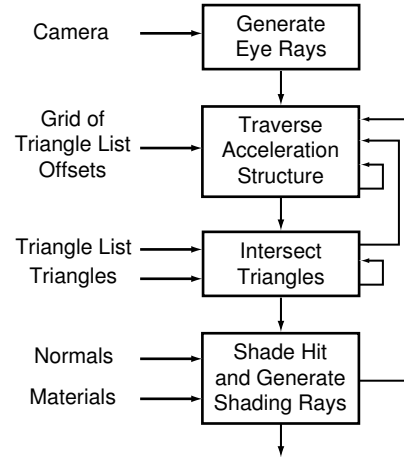 Camera
Generate
Eye Rays
Grid of
Triangle List
Offsets
Traverse
Acceleration
Structure
Triangle List
Triangles
Intersect
Triangles
Normals
Materials
Shade Hit
and Generate
Shading Rays